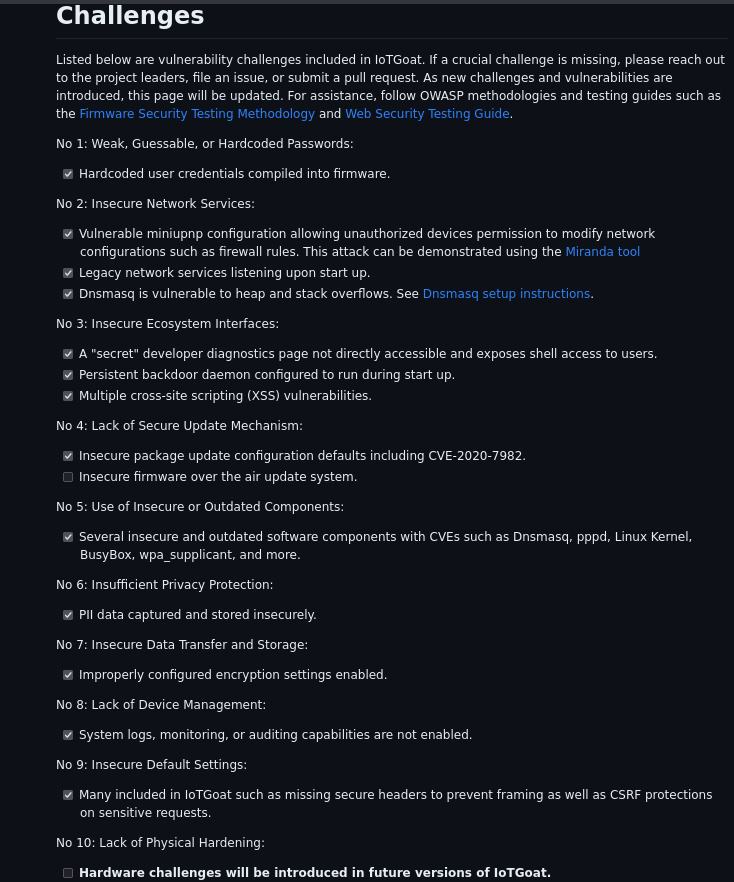 Challenges
Listed below are vulnerability challenges included in IoTGoat. If a crucial challenge is missing, please reach out
to the project leaders, file an issue, or submit a pull request. As new challenges and vulnerabilities are
introduced, this page will be updated. For assistance, follow OWASP methodologies and testing guides such as
the Firmware Security Testing Methodology and Web Security Testing Guide.
No 1: Weak, Guessable, or Hardcoded Passwords:
Hardcoded user credentials compiled into firmware.
No 2: Insecure Network Services:
Vulnerable miniupnp configuration allowing unauthorized devices permission to modify network
configurations such as firewall rules. This attack can be demonstrated using the Miranda tool
Legacy network services listening upon start up.
Dnsmasq is vulnerable to heap and stack overflows. See Dnsmasq setup instructions.
No 3: Insecure Ecosystem Interfaces:
A "secret" developer diagnostics page not directly accessible and exposes shell access to users.
Persistent backdoor daemon configured to run during start up.
Multiple cross-site scripting (XSS) vulnerabilities.
No 4: Lack of Secure Update Mechanism:
Insecure package update configuration defaults including CVE-2020-7982.
Insecure firmware over the air update system.
No 5: Use of Insecure or Outdated Components:
Several insecure and outdated software components with CVEs such as Dnsmasq, pppd, Linux Kernel,
BusyBox, wpa_supplicant, and more.
No 6: Insufficient Privacy Protection:
PII data captured and stored insecurely.
No 7: Insecure Data Transfer and Storage:
Improperly configured encryption settings enabled.
No 8: Lack of Device Management:
System logs, monitoring, or auditing capabilities are not enabled.
No 9: Insecure Default Settings:
Many included in IoTGoat such as missing secure headers to prevent framing as well as CSRF protections
on sensitive requests.
No 10: Lack of Physical Hardening:
Hardware challenges will be introduced in future versions of IoTGoat.